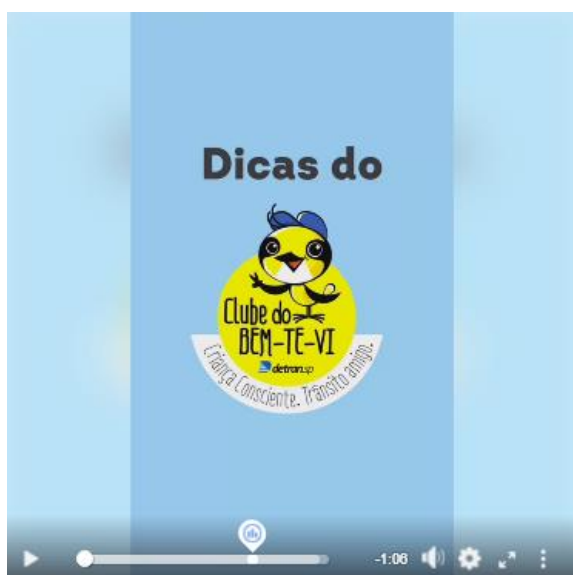 Dicas do
Clube do
BEM-TE-VI
detran.sp
Criança Consciente. Trânsito amigo.
-1:06